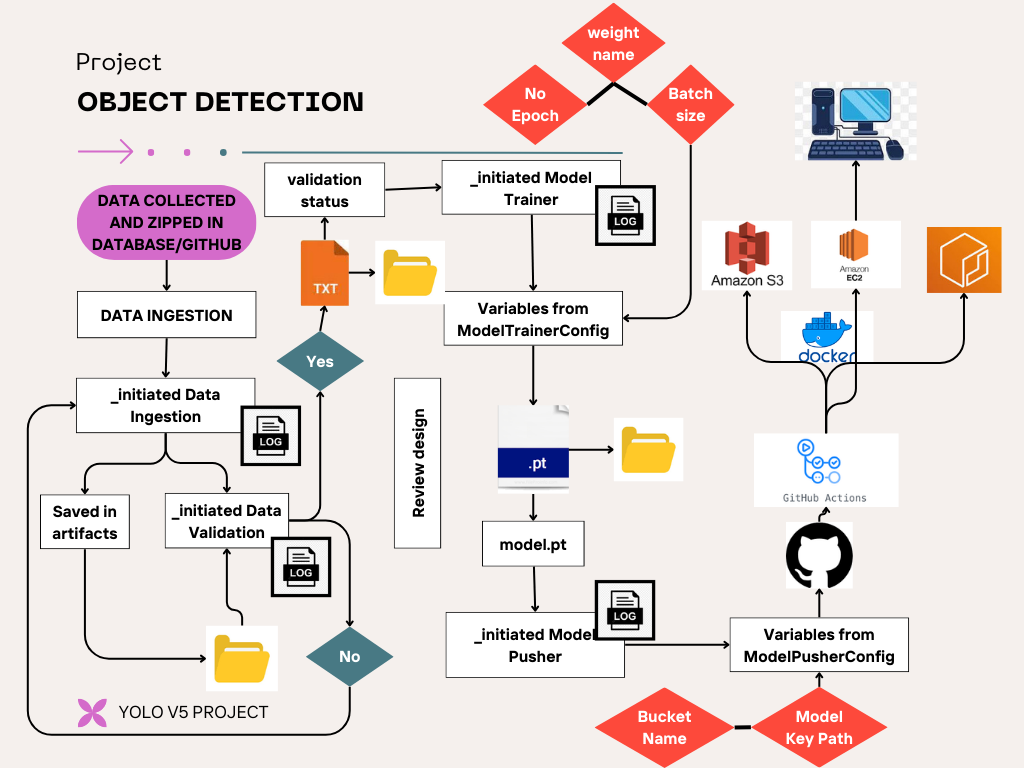 Project
OBJECT DETECTION
weight
name
No
Epoch
Batch
size
DATA COLLECTED
AND ZIPPED IN
DATABASE/GITHUB
validation
status
_initiated Model
Trainer
LOG
TXT
DATA INGESTION
Variables from
ModelTrainerConfig
Yes
_initiated Data
Ingestion
LOG
Review design
.pt
Saved in
artifacts
_initiated Data
Validation
LOG
model.pt
LOG
_initiated Model
Pusher
No
YOLO V5 PROJECT
Amazon S3
Amazon
EC2
docker
GitHub Actions
Variables from
ModelPusherConfig
Bucket
Name
Model
Key Path